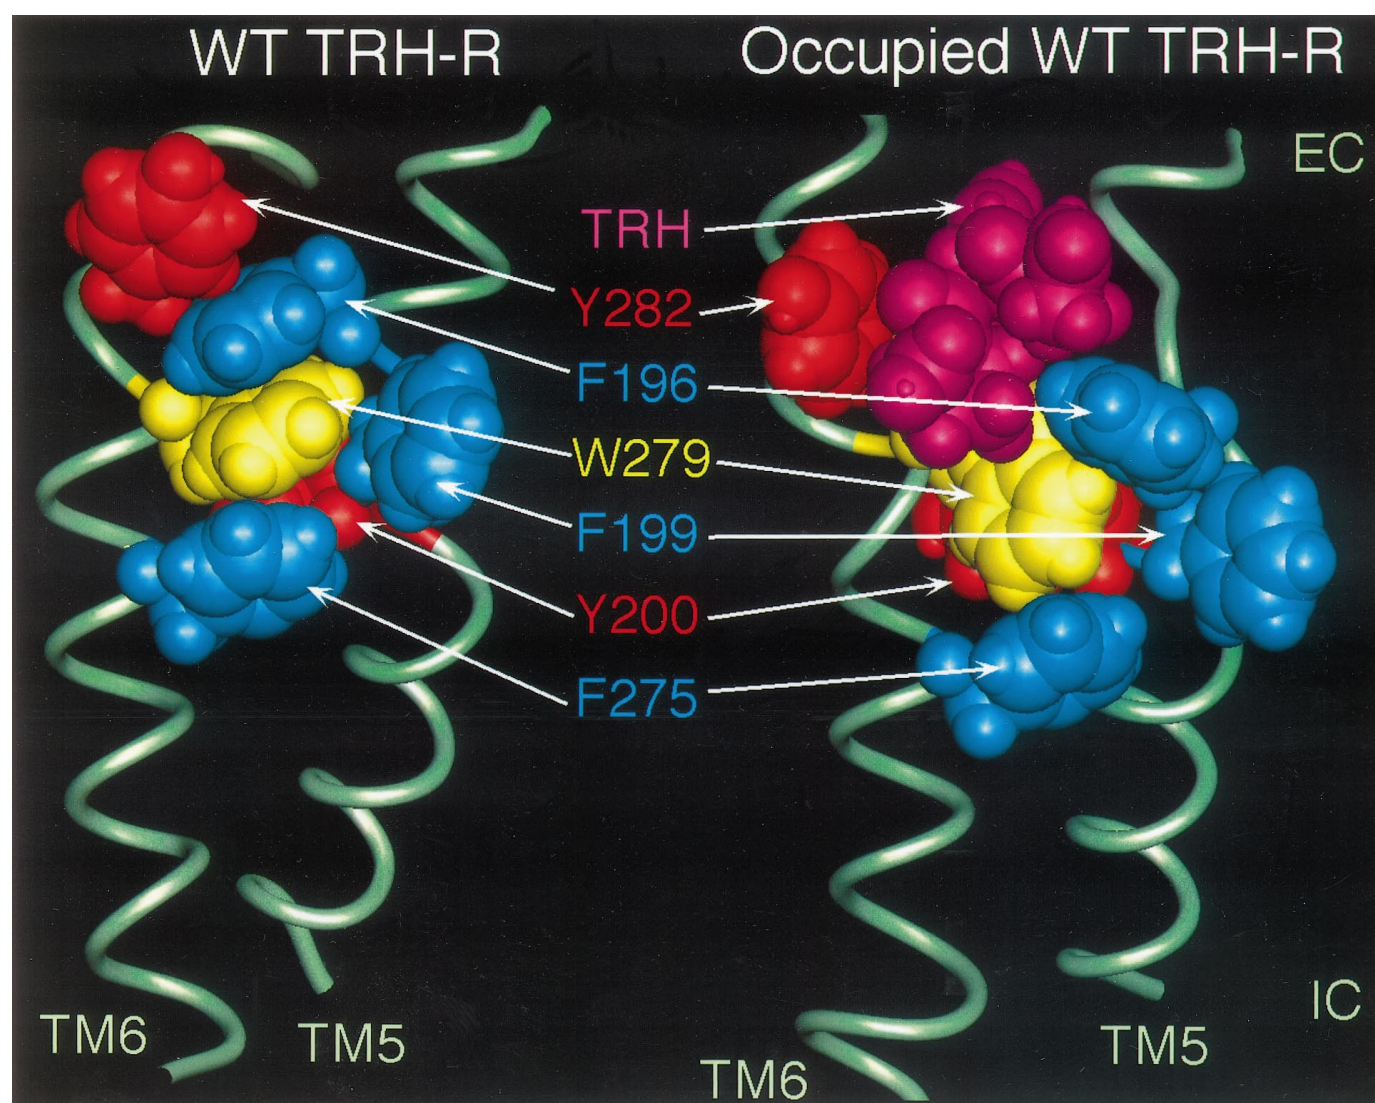 WT TRH-R
Occupied WT TRH-R
EC
TRH
Y282
F196
W279
F199
Y200
F275
IC
TM6
TM5
TM5
TM6